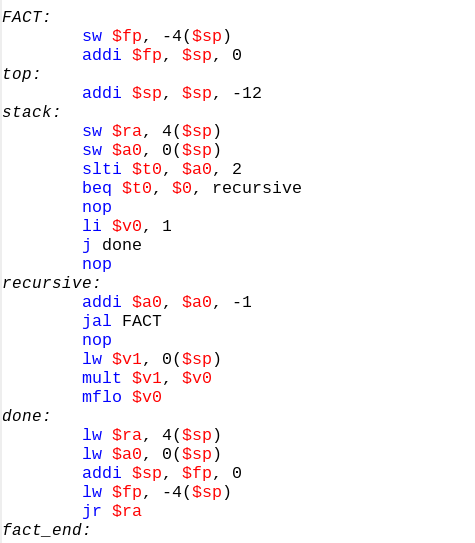 FACT:
sw $fp, -4($sp)
addi $fp, $sp, 0
top:
addi $sp, $sp, -12
stack:
sw $ra, 4($sp)
sw $a0, 0($sp)
slti $t0, $a0, 2
beq $t0, $0, recursive
nop
li $v0, 1
j done
nop
recursive:
addi $a0, $a0, -1
jal FACT
nop
lw $v1, 0($sp)
mult $v1, $v0
mflo $v0
done:
lw $ra, 4($sp)
lw $a0, 0($sp)
addi $sp, $fp, 0
lw $fp, -4($sp)
jr $ra
fact_end: